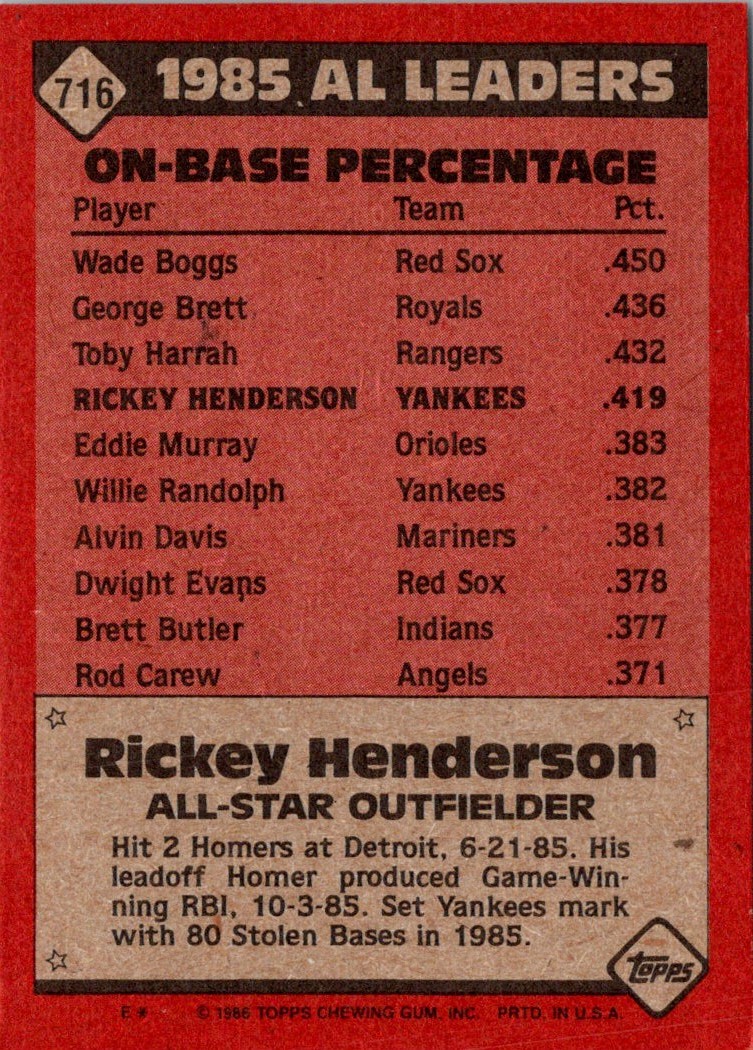 716 1985 AL LEADERS
ON-BASE PERCENTAGE
Player Team Pct.
Wade Boggs Red Sox .450
George Brett Royals .436
Toby Harrah Rangers .432
RICKEY HENDERSON YANKEES .419
Eddie Murray Orioles .383
Willie Randolph Yankees .382
Alvin Davis Mariners .381
Dwight Evans Red Sox .378
Brett Butler Indians .377
Rod Carew Angels .371
Rickey Henderson
ALL-STAR OUTFIELDER
Hit 2 Homers at Detroit, 6-21-85. His
leadoff Homer produced Game-Win-
ning RBI, 10-3-85. Set Yankees mark
with 80 Stolen Bases in 1985.
topps
E * © 1986 TOPPS CHEWING GUM, INC. PRTD. IN U.S.A.